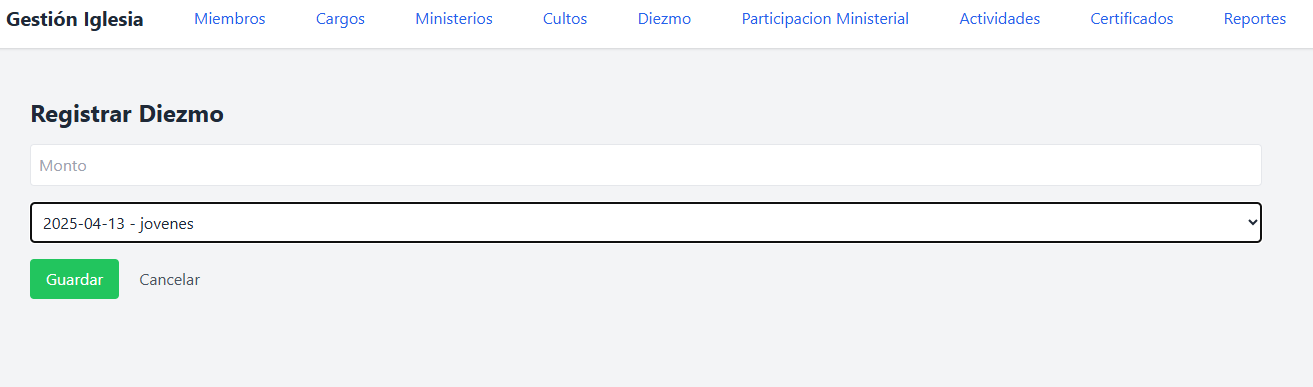 Gestión Iglesia Miembros Cargos Ministerios Cultos Diezmo Participacion Ministerial Actividades Certificados Reportes
Registrar Diezmo
Monto
2025-04-13 - jovenes
Guardar Cancelar